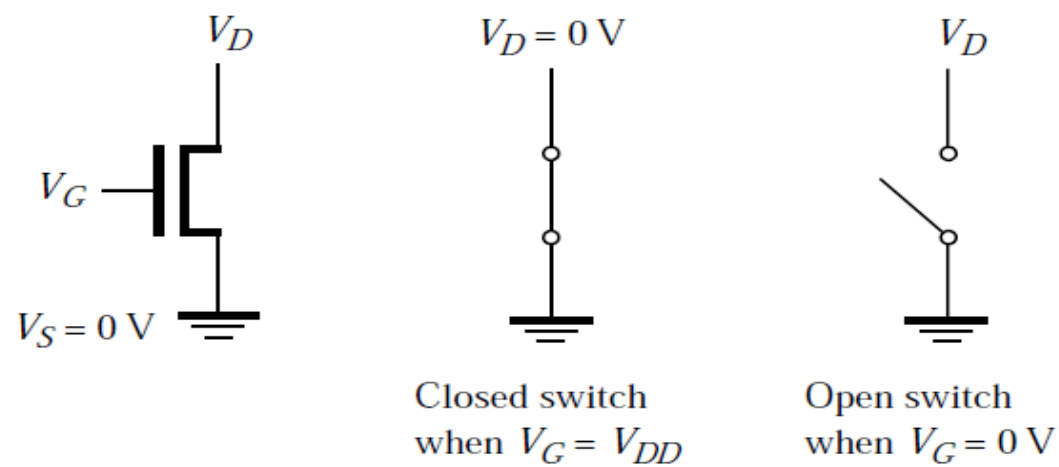 V_D
V_D = 0 V
V_D
V_G
V_S = 0 V
Closed switch
when V_G = V_DD
Open switch
when V_G = 0 V